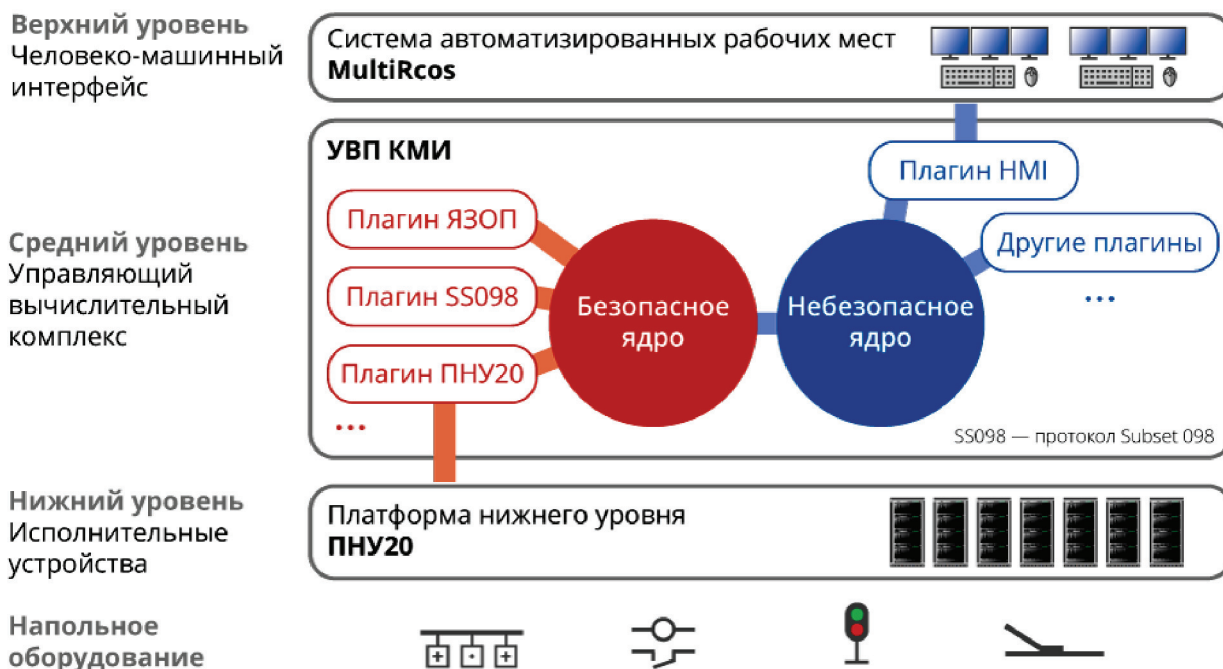 Верхний уровень
Человеко-машинный
интерфейс
Система автоматизированных рабочих мест
MultiRcos
УВП КМИ
Плагин HMI
Плагин ЯЗОП
Другие плагины
...
Средний уровень
Управляющий
вычислительный
комплекс
Плагин SS098
Безопасное
ядро
Небезопасное
ядро
Плагин ПНУ20
...
SS098 — протокол Subset 098
Нижний уровень
Исполнительные
устройства
Платформа нижнего уровня
ПНУ20
Напольное
оборудование